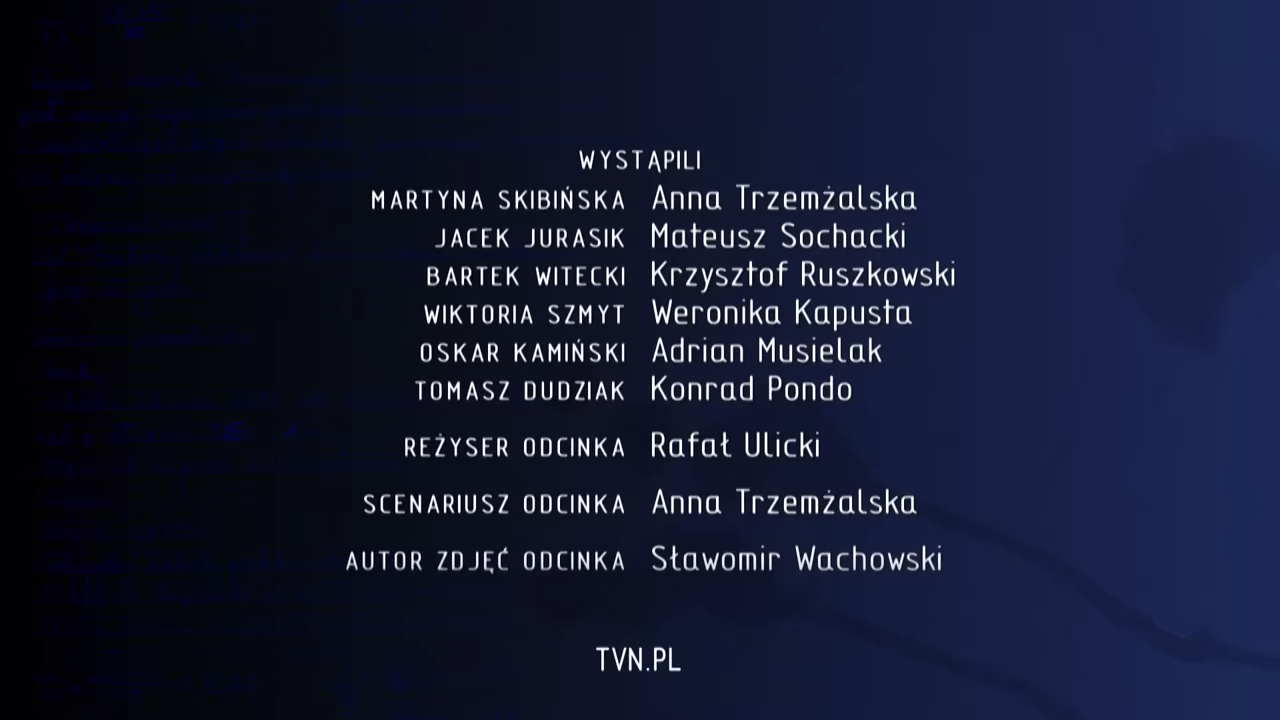 WYSTĄPILI
MARTYNA SKIBIŃSKA Anna Trzemżalska
JACEK JURASIK Mateusz Sochacki
BARTEK WITECKI Krzysztof Ruszkowski
WIKTORIA SZMYT Weronika Kapusta
OSKAR KAMIŃSKI Adrian Musielak
TOMASZ DUDZIAK Konrad Pondo
REŻYSER ODCINKA Rafał Ulicki
SCENARIUSZ ODCINKA Anna Trzemżalska
AUTOR ZDJĘĆ ODCINKA Sławomir Wachowski
TVN.PL